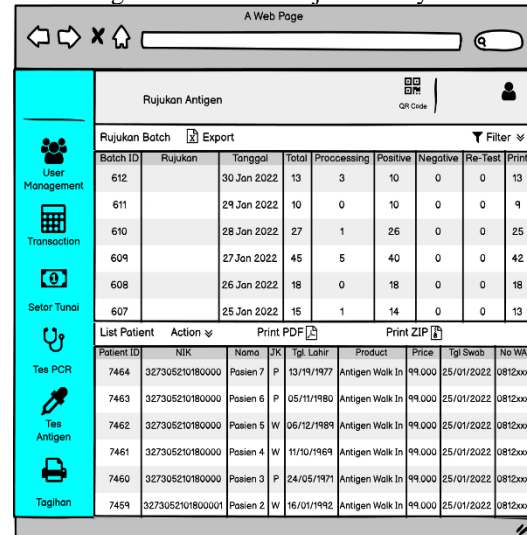 A Web Page
Rujukan Antigen
QR Code
User
Management
Transaction
Setor Tunai
Tes PCR
Tes
Antigen
Tagihan
Rujukan Batch Export Filter
Batch ID Rujukan Tanggal Total Proccessing Positive Negative Re-Test Print
612 30 Jan 2022 13 3 10 0 0 13
611 29 Jan 2022 10 0 10 0 0 9
610 28 Jan 2022 27 1 26 0 0 25
609 27 Jan 2022 45 5 40 0 0 42
608 26 Jan 2022 18 0 18 0 0 18
607 25 Jan 2022 15 1 14 0 0 13
List Patient Action Print PDF Print ZIP
Patient ID NIK Nama JK Tgl. Lahir Product Price Tgl Swab No WA
7464 327305210180000 Pasien 7 P 13/19/1977 Antigen Walk In 99.000 25/01/2022 0812xxx
7463 327305210180000 Pasien 6 P 05/11/1980 Antigen Walk In 99.000 25/01/2022 0812xxx
7462 327305210180000 Pasien 5 W 06/12/1989 Antigen Walk In 99.000 25/01/2022 0812xxx
7461 327305210180000 Pasien 4 W 11/10/1969 Antigen Walk In 99.000 25/01/2022 0812xxx
7460 327305210180000 Pasien 3 P 24/05/1971 Antigen Walk In 99.000 25/01/2022 0812xxx
7459 3273052101800001 Pasien 2 W 16/01/1992 Antigen Walk In 99.000 25/01/2022 0812xxx